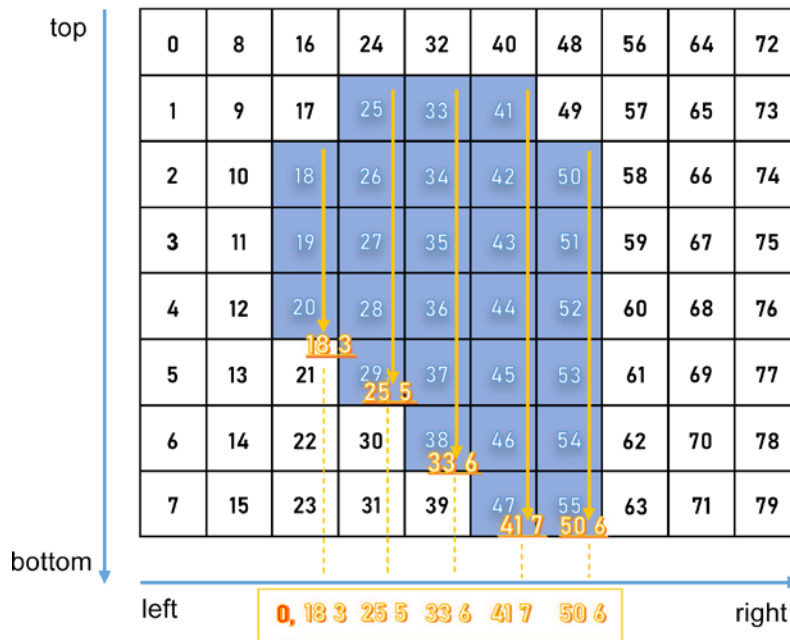 top
0 8 16 24 32 40 48 56 64 72
1 9 17 25 33 41 49 57 65 73
2 10 18 26 34 42 50 58 66 74
3 11 19 27 35 43 51 59 67 75
4 12 20 28 36 44 52 60 68 76
18 3
5 13 21 29 37 45 53 61 69 77
25 5
6 14 22 30 38 46 54 62 70 78
33 6
7 15 23 31 39 47 55 63 71 79
41 7 50 6
bottom
left 0, 18 3 25 5 33 6 41 7 50 6 right